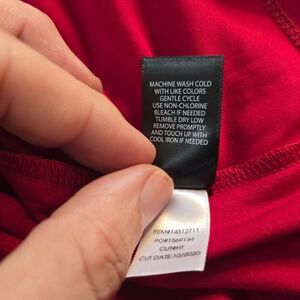 MACHINE WASH COLD
WITH LIKE COLORS
GENTLE CYCLE
USE NON-CHLORINE
BLEACH IF NEEDED
TUMBLE DRY LOW
REMOVE PROMPTLY
AND TOUCH UP WITH
COOL IRON IF NEEDED
ITEM#14312711
PO#1569134
CUT#HT
CUT DATE: 10/2020